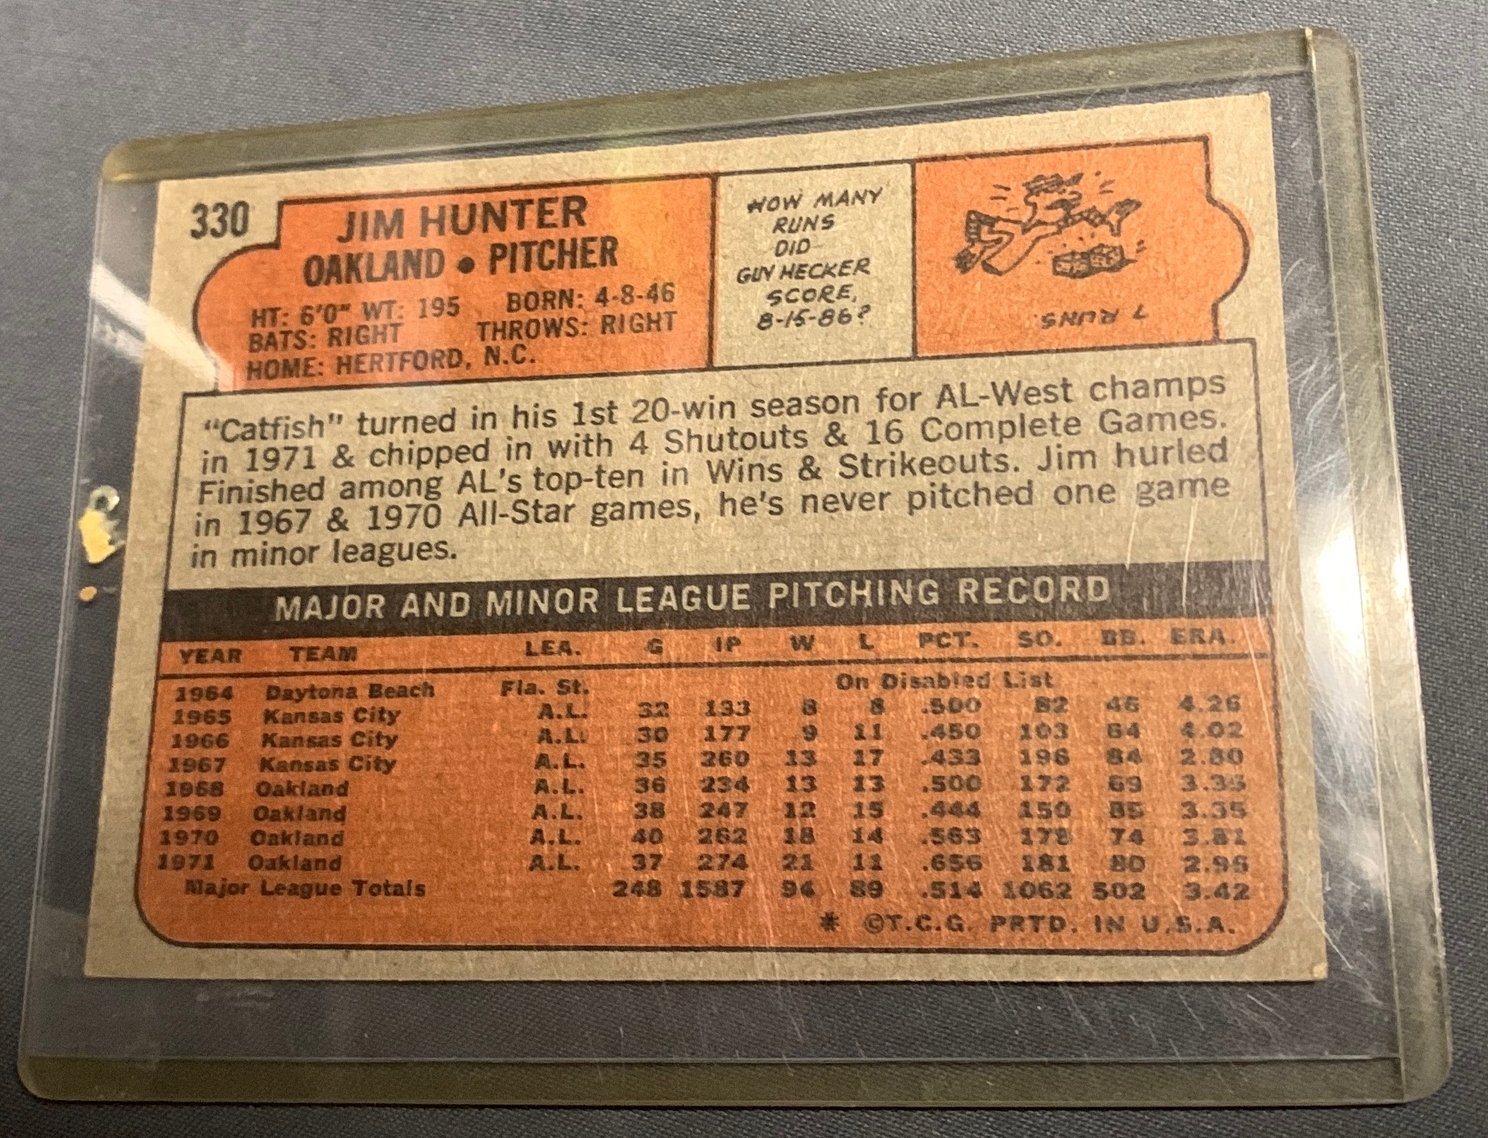 330
JIM HUNTER
OAKLAND • PITCHER
HT: 6'0" WT: 195 BORN: 4-8-46
BATS: RIGHT THROWS: RIGHT
HOME: HERTFORD, N.C.
HOW MANY
RUNS
DID
GUY HECKER
SCORE,
8-15-86?
7 RUNS
"Catfish" turned in his 1st 20-win season for AL-West champs
in 1971 & chipped in with 4 Shutouts & 16 Complete Games.
Finished among AL's top-ten in Wins & Strikeouts. Jim hurled
in 1967 & 1970 All-Star games, he's never pitched one game
in minor leagues.
MAJOR AND MINOR LEAGUE PITCHING RECORD
YEAR TEAM LEA. G IP W L PCT. SO. BB. ERA.
1964 Daytona Beach Fla. St. On Disabled List
1965 Kansas City A.L. 32 133 8 8 .500 82 46 4.26
1966 Kansas City A.L. 30 177 9 11 .450 103 64 4.02
1967 Kansas City A.L. 35 260 13 17 .433 196 84 2.80
1968 Oakland A.L. 36 234 13 13 .500 172 69 3.35
1969 Oakland A.L. 38 247 12 15 .444 150 85 3.35
1970 Oakland A.L. 40 262 18 14 .563 178 74 3.81
1971 Oakland A.L. 37 274 21 11 .656 181 80 2.96
Major League Totals 248 1587 94 89 .514 1062 502 3.42
* ©T.C.G. PRTD. IN U.S.A.